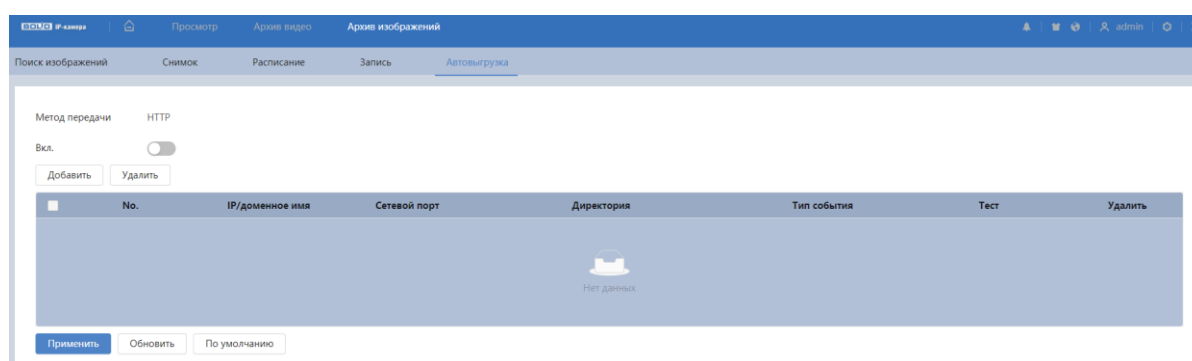 BOLID IP-камера Просмотр Архив видео Архив изображений admin
Поиск изображений Снимок Расписание Запись Автовыгрузка
Метод передачи HTTP
Вкл.
Добавить Удалить
No. IP/доменное имя Сетевой порт Директория Тип события Тест Удалить
Нет данных
Применить Обновить По умолчанию